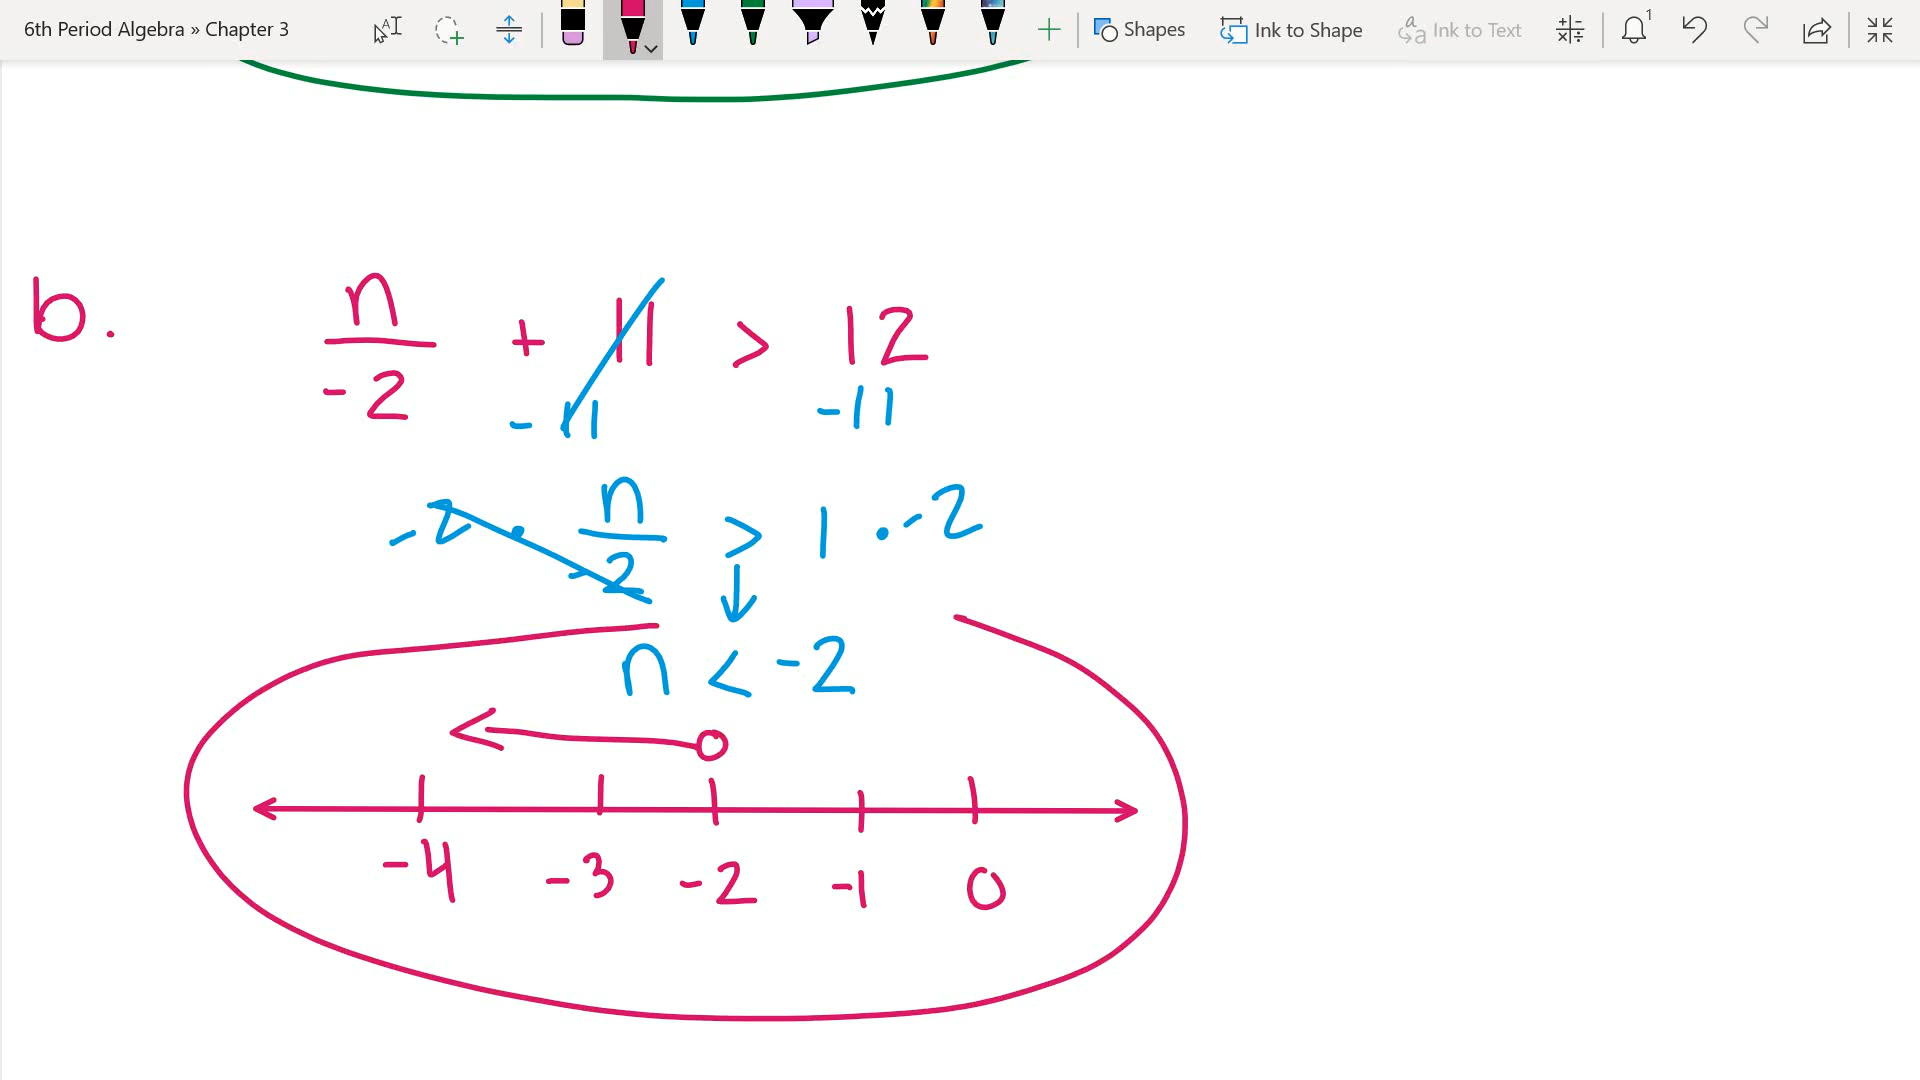 6th Period Algebra » Chapter 3 Shapes Ink to Shape Ink to Text 1
b. n/-2 + 11 > 12
-11 -11
-2 · n/-2 > 1 · -2
n < -2
-4 -3 -2 -1 0